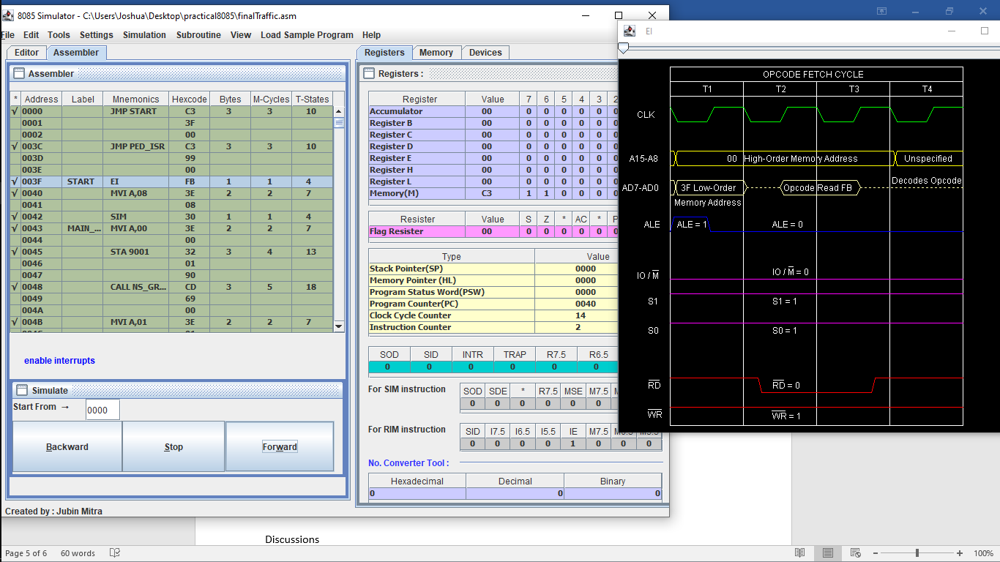 8085 Simulator - C:\Users\Joshua\Desktop\practical8085\finalTraffic.asm
File Edit Tools Settings Simulation Subroutine View Load Sample Program Help
Editor Assembler
Assembler
* Address Label Mnemonics Hexcode Bytes M-Cycles T-States
√ 0000 JMP START C3 3 3 10
0001 3F
0002 00
√ 003C JMP PED_ISR C3 3 3 10
003D 99
003E 00
√ 003F START EI FB 1 1 4
√ 0040 MVI A,08 3E 2 2 7
0041 08
√ 0042 SIM 30 1 1 4
√ 0043 MAIN_... MVI A,00 3E 2 2 7
0044 00
√ 0045 STA 9001 32 3 4 13
0046 01
0047 90
√ 0048 CALL NS_GR... CD 3 5 18
0049 69
004A 00
√ 004B MVI A,01 3E 2 2 7
enable interrupts
Simulate
Start From →
0000
Backward Stop Forward
Created by : Jubin Mitra
Registers Memory Devices
Registers :
Register Value 7 6 5 4 3 2
Accumulator 00 0 0 0 0 0 0
Register B 00 0 0 0 0 0 0
Register C 00 0 0 0 0 0 0
Register D 00 0 0 0 0 0 0
Register E 00 0 0 0 0 0 0
Register H 00 0 0 0 0 0 0
Register L 00 0 0 0 0 0 0
Memory(M) C3 1 1 0 0 0 0
Resister Value S Z * AC * P
Flag Resister 00 0 0 0 0 0 0
Type Value
Stack Pointer(SP) 0000
Memory Pointer (HL) 0000
Program Status Word(PSW) 0000
Program Counter(PC) 0040
Clock Cycle Counter 14
Instruction Counter 2
SOD SID INTR TRAP R7.5 R6.5
0 0 0 0 0 0
For SIM instruction
SOD SDE * R7.5 MSE M7.5
0 0 0 0 0 0
For RIM instruction
SID I7.5 I6.5 I5.5 IE M7.5
0 0 0 0 1 0 0 0
No. Converter Tool :
Hexadecimal Decimal Binary
0 0 0
EI
OPCODE FETCH CYCLE
T1 T2 T3 T4
CLK
A15-A8 00 High-Order Memory Address Unspecified
AD7-AD0 3F Low-Order Opcode Read FB Decodes Opcode
Memory Address
ALE ALE = 1 ALE = 0
IO / M̅ IO / M̅ = 0
S1 S1 = 1
S0 S0 = 1
R̅D̅ R̅D̅ = 0
W̅R̅ W̅R̅ = 1
Discussions
Page 5 of 6 60 words 100%